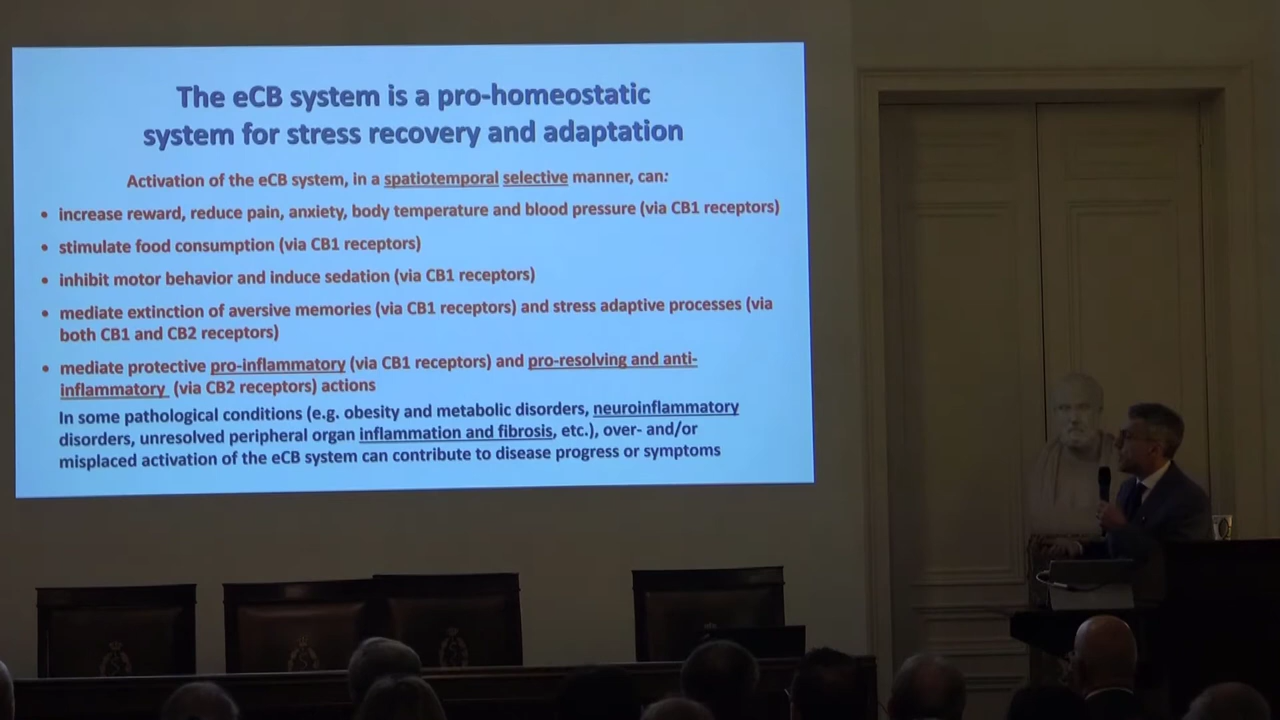 The eCB system is a pro-homeostatic
system for stress recovery and adaptation
Activation of the eCB system, in a spatiotemporal selective manner, can:
• increase reward, reduce pain, anxiety, body temperature and blood pressure (via CB1 receptors)
• stimulate food consumption (via CB1 receptors)
• inhibit motor behavior and induce sedation (via CB1 receptors)
• mediate extinction of aversive memories (via CB1 receptors) and stress adaptive processes (via
both CB1 and CB2 receptors)
• mediate protective pro-inflammatory (via CB1 receptors) and pro-resolving and anti-
inflammatory (via CB2 receptors) actions
In some pathological conditions (e.g. obesity and metabolic disorders, neuroinflammatory
disorders, unresolved peripheral organ inflammation and fibrosis, etc.), over- and/or
misplaced activation of the eCB system can contribute to disease progress or symptoms